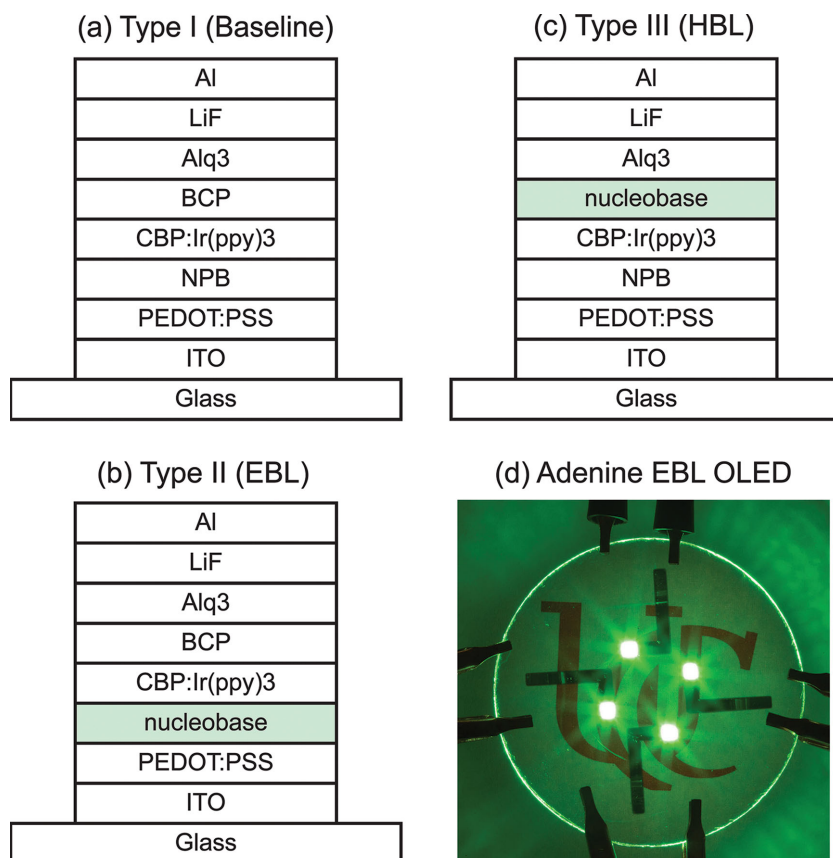 (a) Type I (Baseline)
Al
LiF
Alq3
BCP
CBP:Ir(ppy)3
NPB
PEDOT:PSS
ITO
Glass
(b) Type II (EBL)
Al
LiF
Alq3
BCP
CBP:Ir(ppy)3
nucleobase
PEDOT:PSS
ITO
Glass
(c) Type III (HBL)
Al
LiF
Alq3
nucleobase
CBP:Ir(ppy)3
NPB
PEDOT:PSS
ITO
Glass
(d) Adenine EBL OLED
UC